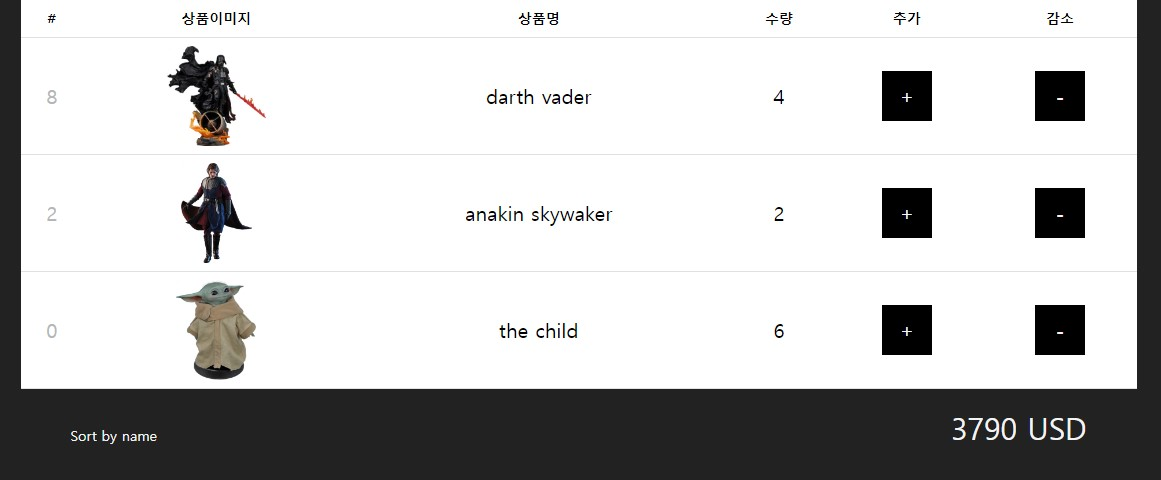 # 상품이미지 상품명 수량 추가 감소
8 darth vader 4 + -
2 anakin skywaker 2 + -
0 the child 6 + -
Sort by name 3790 USD